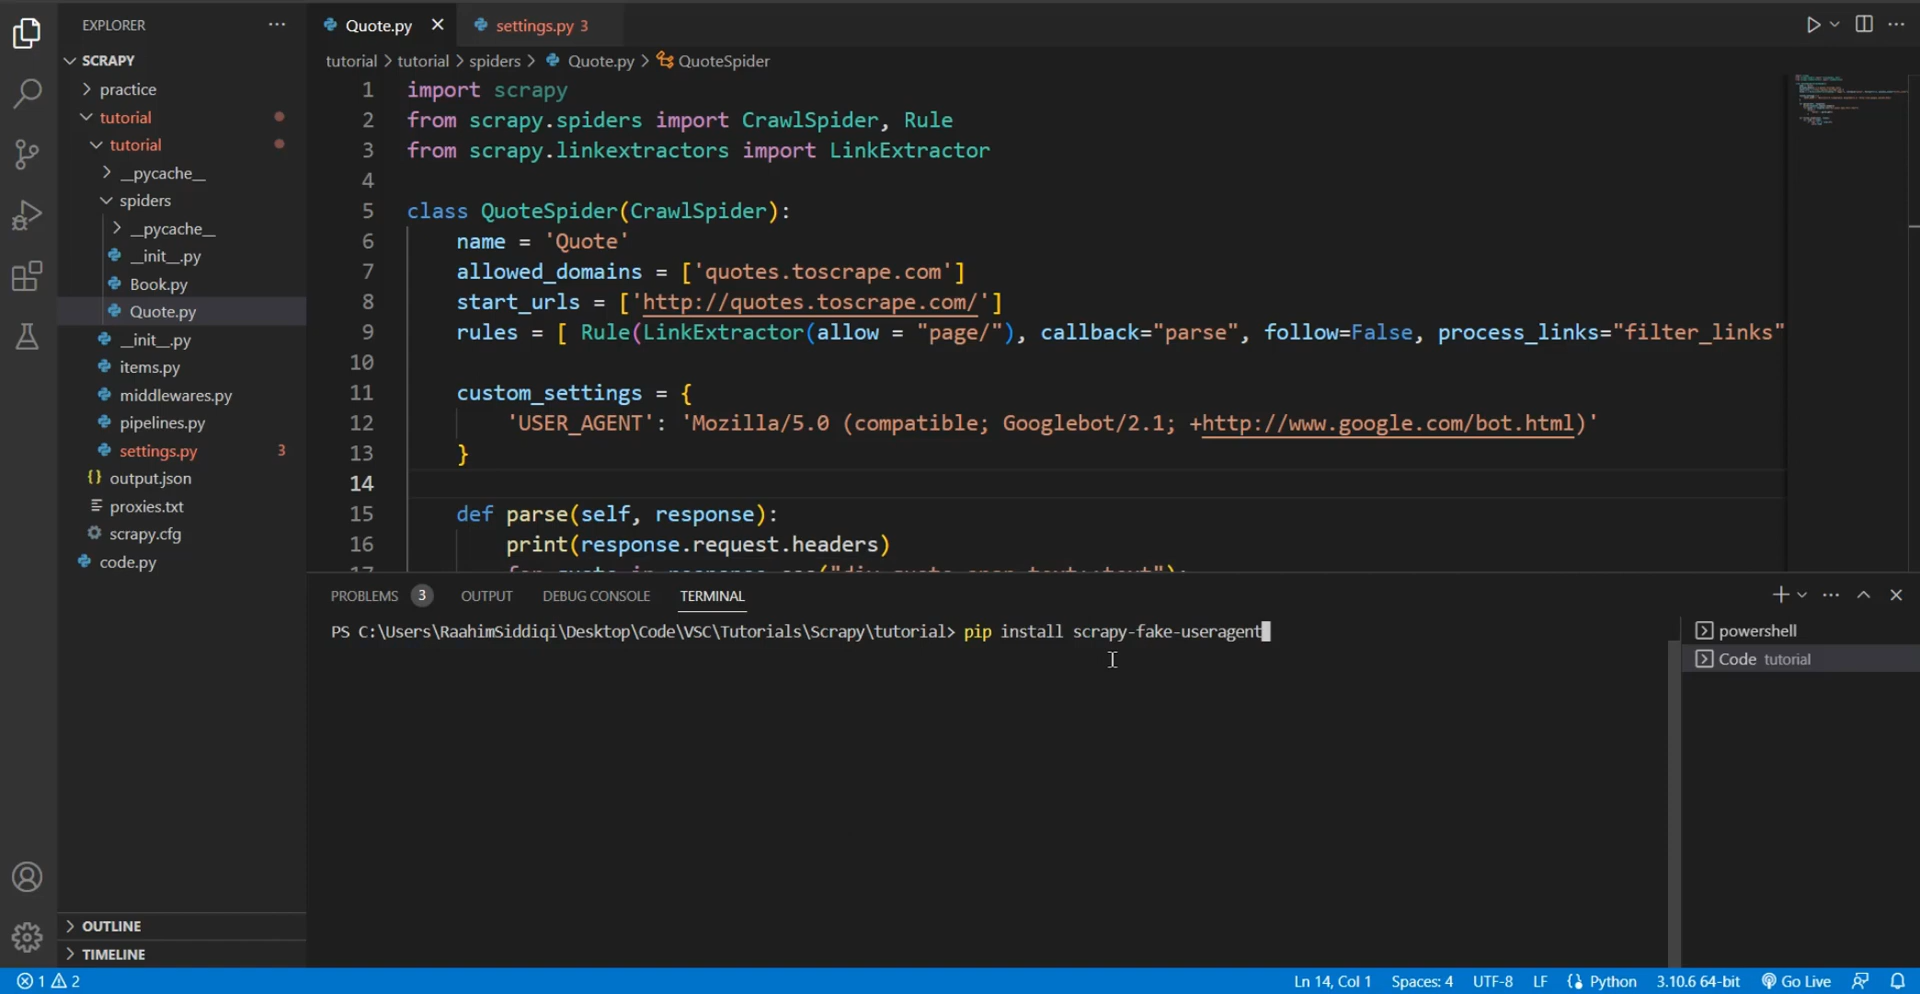 EXPLORER
SCRAPY
practice
tutorial
tutorial
__pycache__
spiders
__pycache__
__init__.py
Book.py
Quote.py
__init__.py
items.py
middlewares.py
pipelines.py
settings.py 3
output.json
proxies.txt
scrapy.cfg
code.py
OUTLINE
TIMELINE
Quote.py
settings.py 3
tutorial > tutorial > spiders > Quote.py > QuoteSpider
1 import scrapy
2 from scrapy.spiders import CrawlSpider, Rule
3 from scrapy.linkextractors import LinkExtractor
4
5 class QuoteSpider(CrawlSpider):
6 name = 'Quote'
7 allowed_domains = ['quotes.toscrape.com']
8 start_urls = ['http://quotes.toscrape.com/']
9 rules = [ Rule(LinkExtractor(allow = "page/"), callback="parse", follow=False, process_links="filter_links"
10
11 custom_settings = {
12 'USER_AGENT': 'Mozilla/5.0 (compatible; Googlebot/2.1; +http://www.google.com/bot.html)'
13 }
14
15 def parse(self, response):
16 print(response.request.headers)
PROBLEMS 3 OUTPUT DEBUG CONSOLE TERMINAL
PS C:\Users\RaahimSiddiqi\Desktop\Code\VSC\Tutorials\Scrapy\tutorial> pip install scrapy-fake-useragent
powershell
Code tutorial
1 2 Ln 14, Col 1 Spaces: 4 UTF-8 LF Python 3.10.6 64-bit Go Live